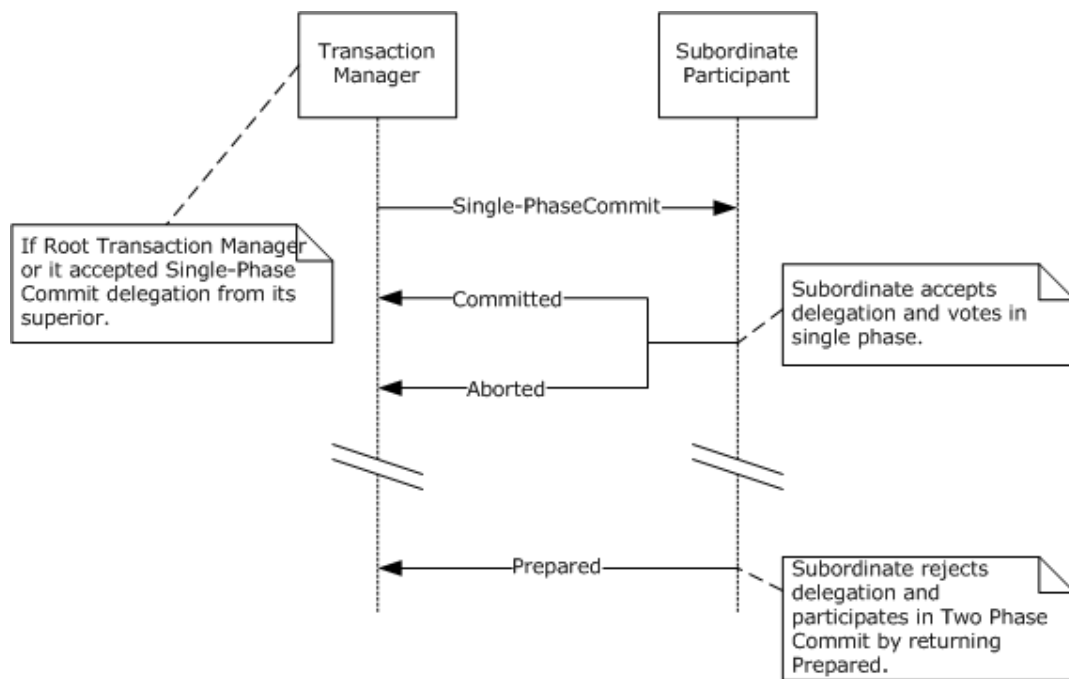 Transaction
Manager
Subordinate
Participant
Single-PhaseCommit
If Root Transaction Manager
or it accepted Single-Phase
Commit delegation from its
superior.
Committed
Subordinate accepts
delegation and votes in
single phase.
Aborted
Prepared
Subordinate rejects
delegation and
participates in Two Phase
Commit by returning
Prepared.